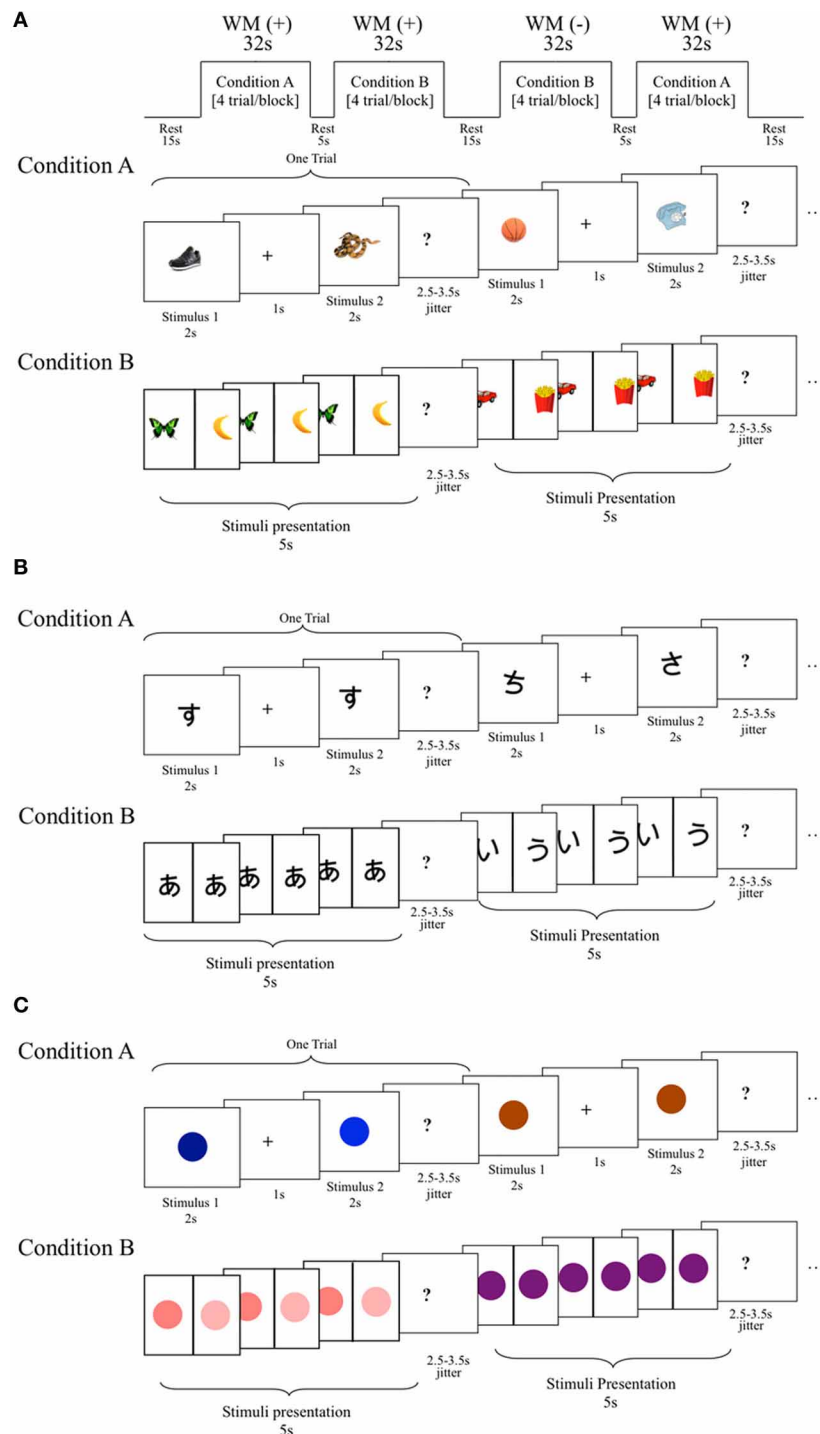 A
WM (+) WM (+) WM (-) WM (+)
32s 32s 32s 32s
Condition A Condition B Condition B Condition A
[4 trial/block] [4 trial/block] [4 trial/block] [4 trial/block]
Rest Rest Rest Rest Rest
15s 5s 15s 5s 15s
Condition A
One Trial
+ ? + ? ..
Stimulus 1 1s Stimulus 2 2.5-3.5s Stimulus 1 1s Stimulus 2 2.5-3.5s
2s 2s jitter 2s 2s jitter
Condition B
? ? ..
2.5-3.5s 2.5-3.5s
jitter jitter
Stimuli presentation Stimuli Presentation
5s 5s
B
Condition A
One Trial
す + す ? ち + さ ? ..
Stimulus 1 1s Stimulus 2 2.5-3.5s Stimulus 1 1s Stimulus 2 2.5-3.5s
2s 2s jitter 2s 2s jitter
Condition B
ああ ああ ああ ? いう いう いう ? ..
2.5-3.5s 2.5-3.5s
jitter jitter
Stimuli presentation Stimuli Presentation
5s 5s
C
Condition A
One Trial
+ ? + ? ..
Stimulus 1 1s Stimulus 2 2.5-3.5s Stimulus 1 1s Stimulus 2 2.5-3.5s
2s 2s jitter 2s 2s jitter
Condition B
? ? ..
2.5-3.5s 2.5-3.5s
jitter jitter
Stimuli presentation Stimuli Presentation
5s 5s